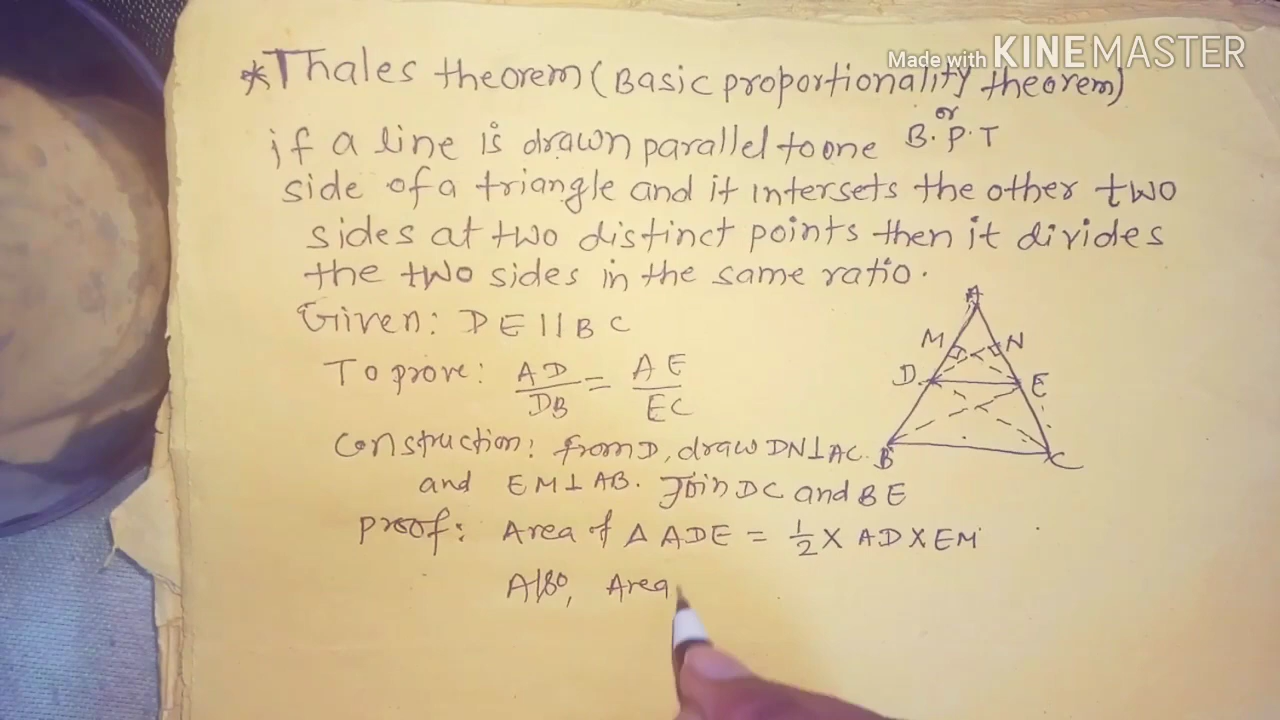 Made with KINEMASTER
*Thales theorem (Basic proportionality theorem)
or
if a line is drawn parallel to one B.P.T
side of a triangle and it intersets the other two
sides at two distinct points then it divides
the two sides in the same ratio.
Given: DE || BC
To prove: AD/DB = AE/EC
Construction: from D, draw DN⊥AC.
and EM⊥AB. Join DC and BE
Proof: Area of Δ ADE = 1/2 × AD × EM
Also, Area
A
M N
D E
B C